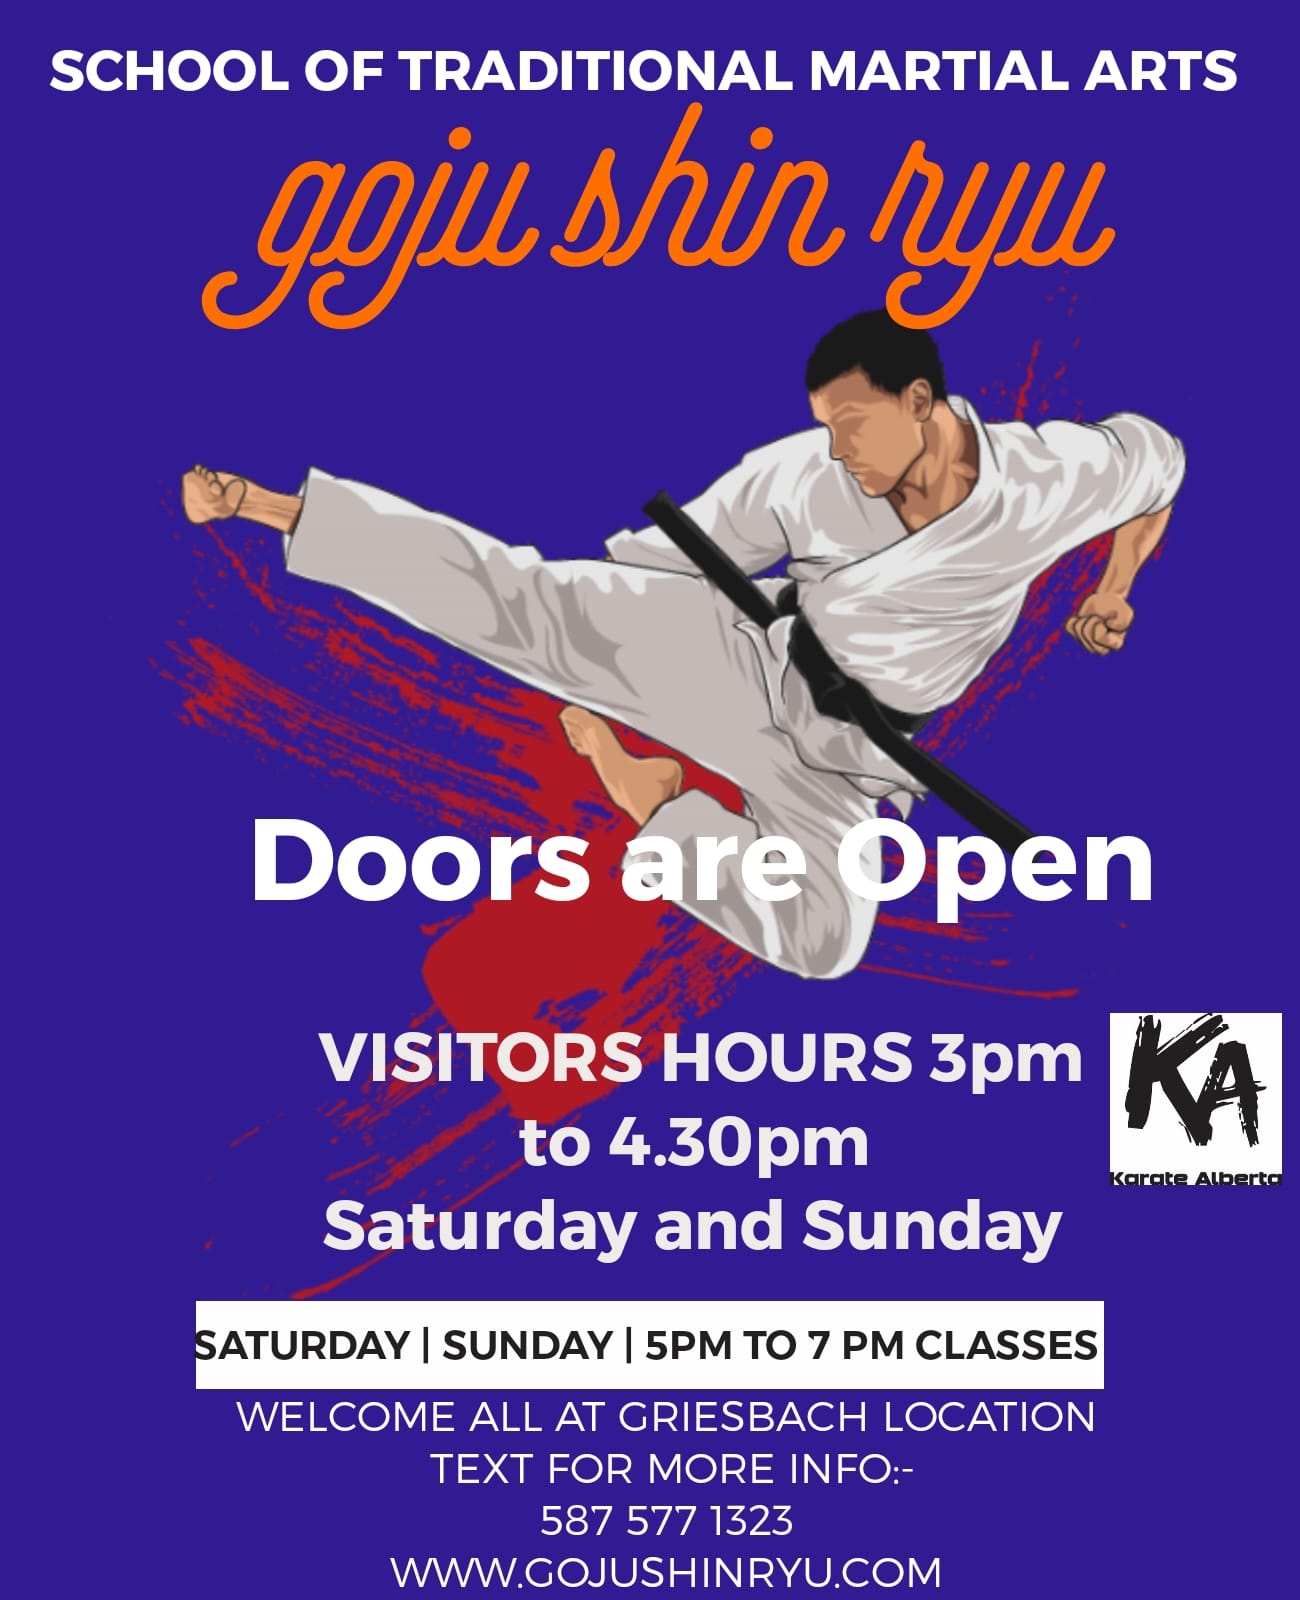 SCHOOL OF TRADITIONAL MARTIAL ARTS
goju shin ryu
Doors are Open
VISITORS HOURS 3pm
to 4.30pm
Saturday and Sunday
KA
Karate Alberta
SATURDAY | SUNDAY | 5PM TO 7 PM CLASSES
WELCOME ALL AT GRIESBACH LOCATION
TEXT FOR MORE INFO:-
587 577 1323
WWW.GOJUSHINRYU.COM